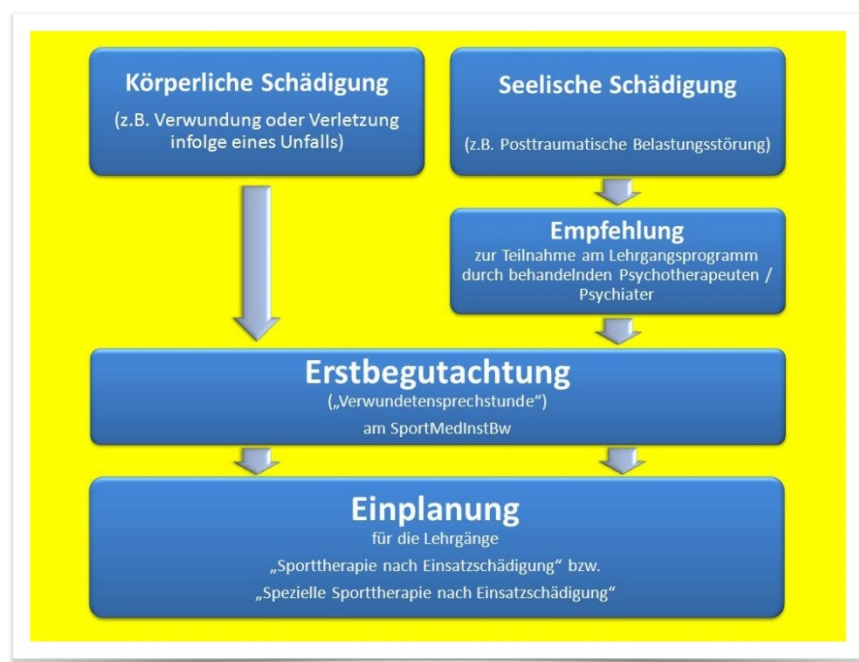 Körperliche Schädigung
(z.B. Verwundung oder Verletzung
infolge eines Unfalls)
Seelische Schädigung
(z.B. Posttraumatische Belastungsstörung)
Empfehlung
zur Teilnahme am Lehrgangsprogramm
durch behandelnden Psychotherapeuten /
Psychiater
Erstbegutachtung
(„Verwundetensprechstunde“)
am SportMedInstBw
Einplanung
für die Lehrgänge
„Sporttherapie nach Einsatzschädigung“ bzw.
„Spezielle Sporttherapie nach Einsatzschädigung“